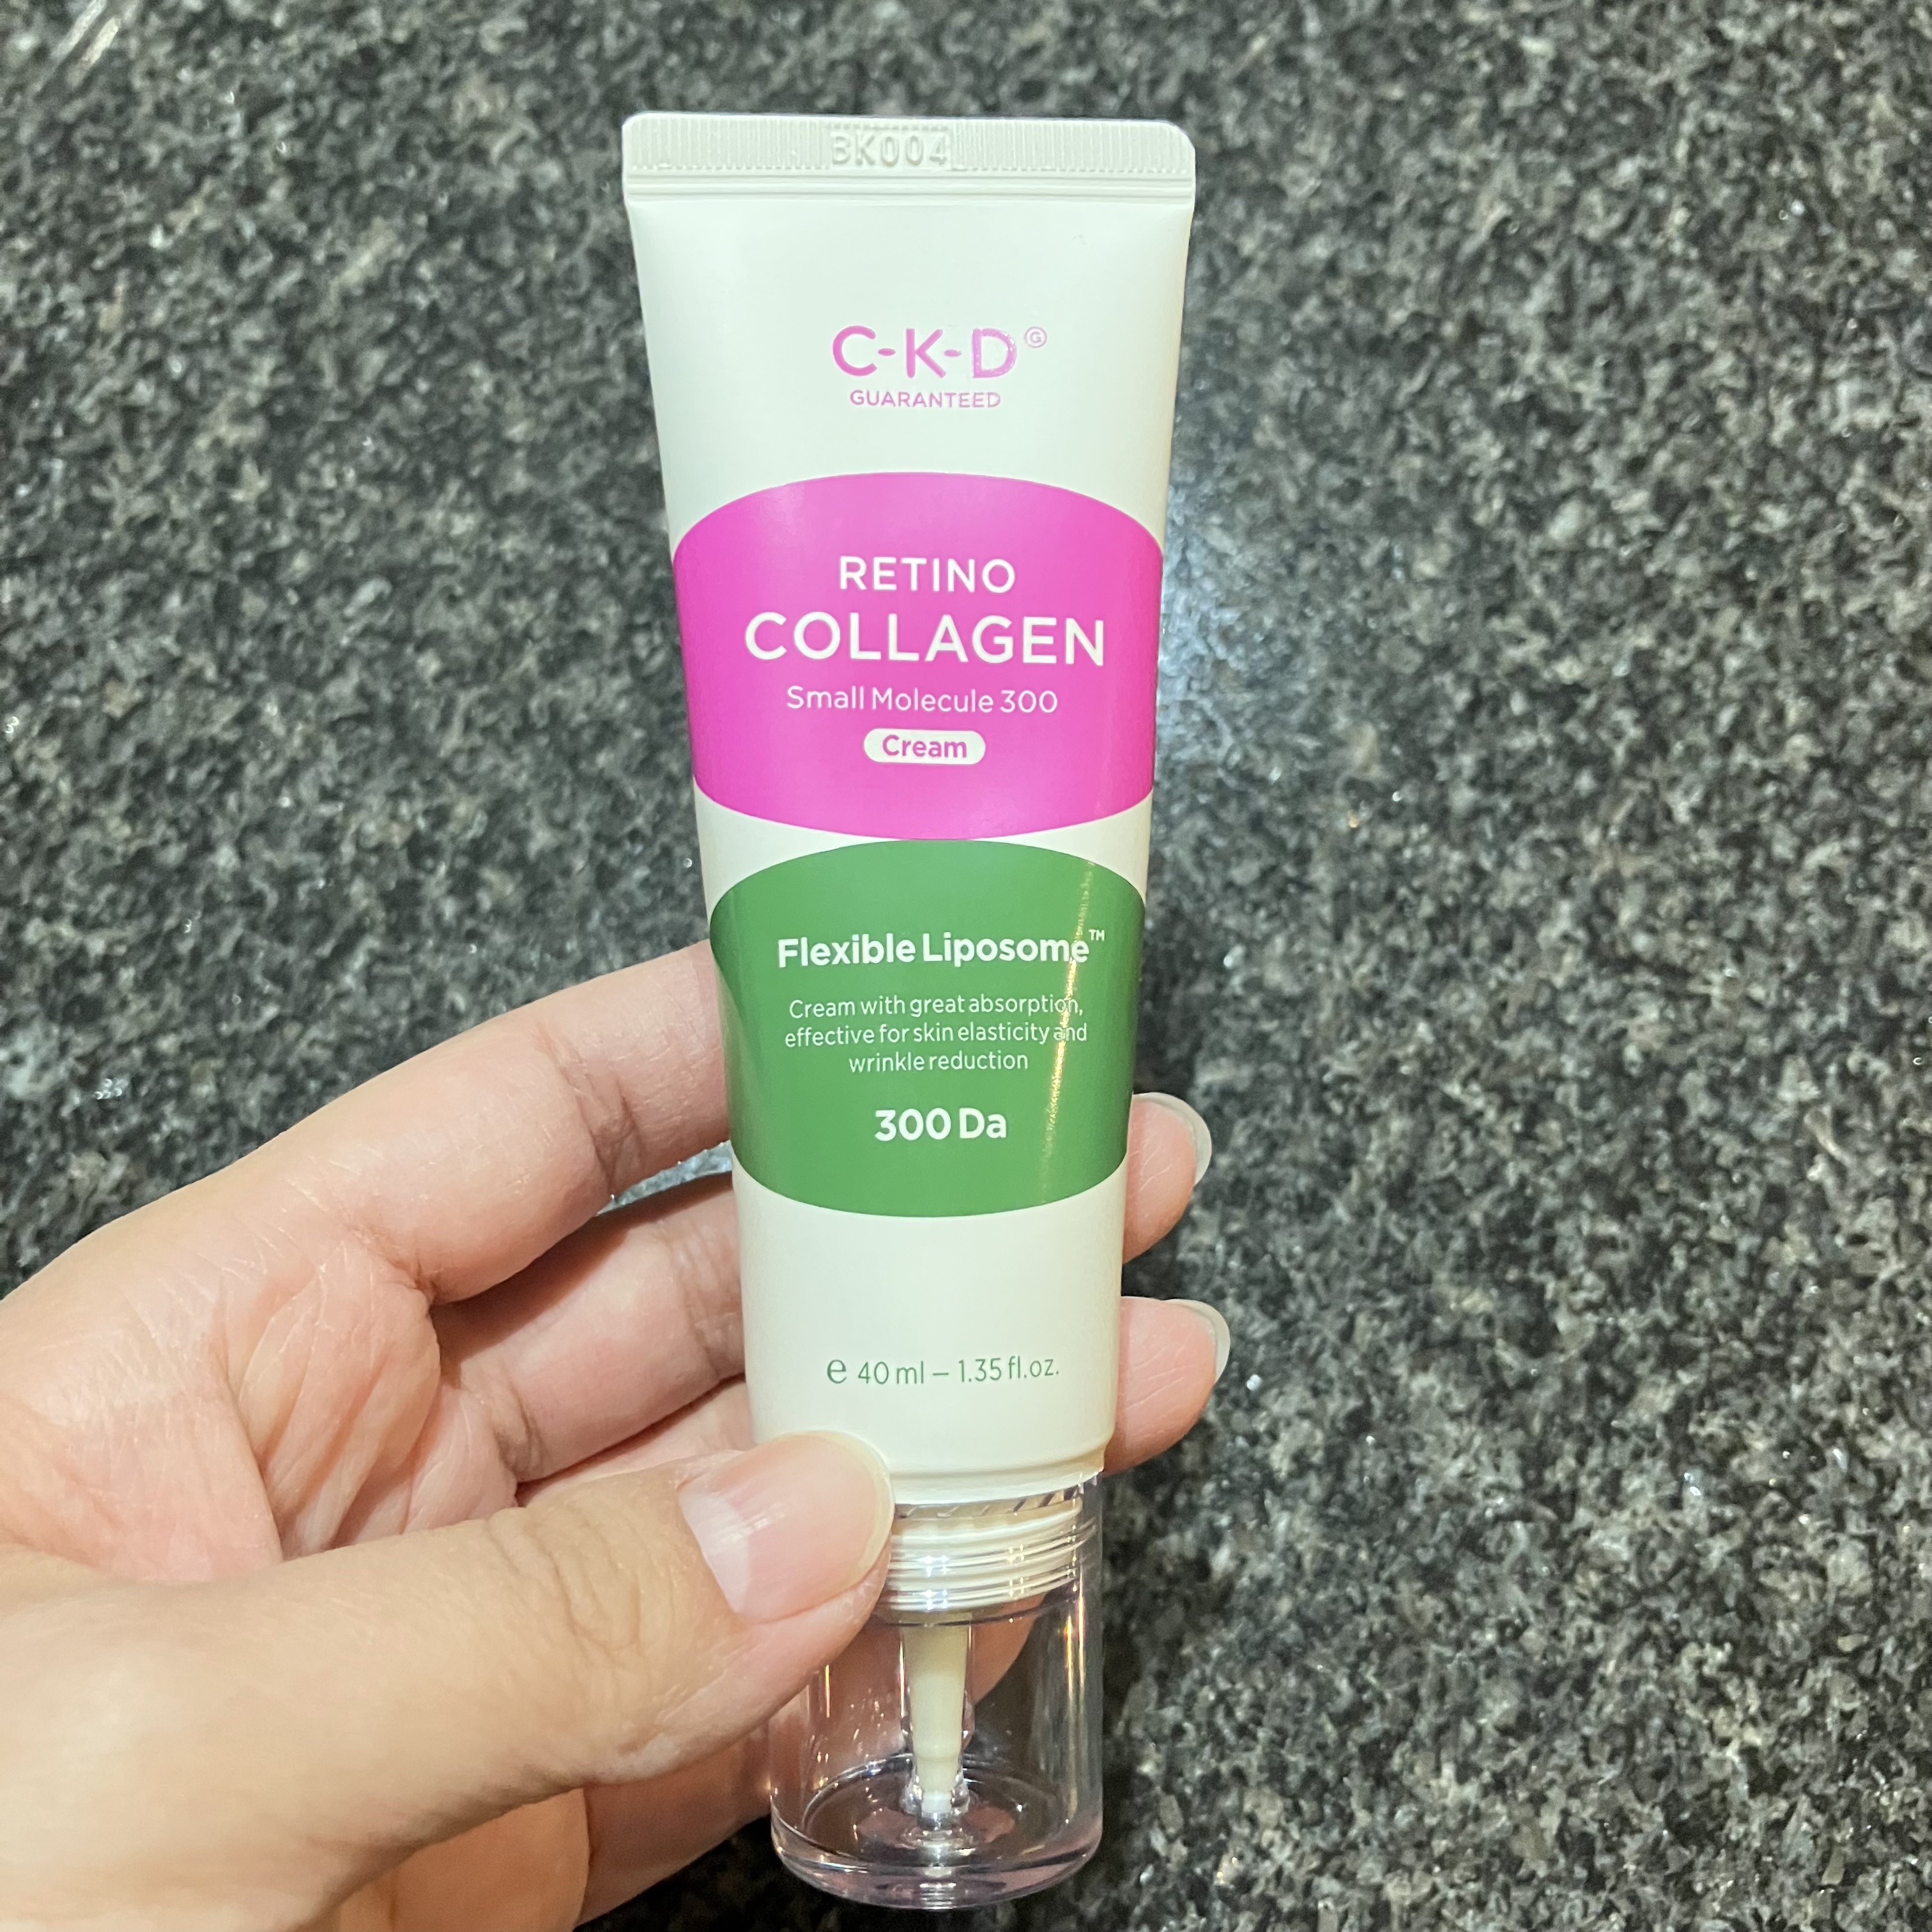 BK004
C-K-D G
GUARANTEED
RETINO
COLLAGEN
Small Molecule 300
Cream
Flexible Liposome™
Cream with great absorption,
effective for skin elasticity and
wrinkle reduction
300 Da
℮ 40 ml – 1.35 fl.oz.